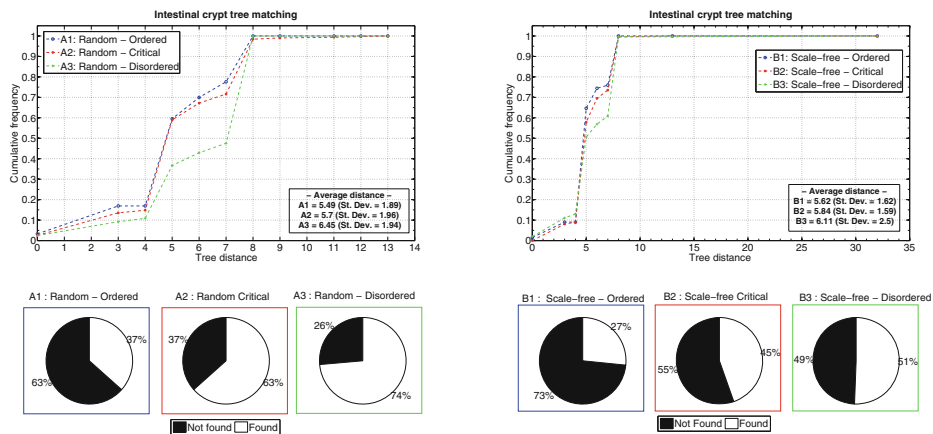 Intestinal crypt tree matching
A1: Random − Ordered
A2: Random − Critical
A3: Random − Disordered
Cumulative frequency
1
0.9
0.8
0.7
0.6
0.5
0.4
0.3
0.2
0.1
0
0 1 2 3 4 5 6 7 8 9 10 11 12 13 14
Tree distance
− Average distance −
A1 = 5.49 (St. Dev. = 1.89)
A2 = 5.7 (St. Dev. = 1.96)
A3 = 6.45 (St. Dev. = 1.94)
Intestinal crypt tree matching
B1: Scale−free − Ordered
B2: Scale−free − Critical
B3: Scale−free − Disordered
Cumulative frequency
1
0.9
0.8
0.7
0.6
0.5
0.4
0.3
0.2
0.1
0
0 5 10 15 20 25 30 35
Tree distance
− Average distance −
B1 = 5.62 (St. Dev. = 1.62)
B2 = 5.84 (St. Dev. = 1.59)
B3 = 6.11 (St. Dev. = 2.5)
A1 : Random − Ordered
37%
63%
A2 : Random Critical
37%
63%
A3 : Random − Disordered
26%
74%
Not found Found
B1 : Scale−free − Ordered
27%
73%
B2 : Scale−free Critical
45%
55%
B3 : Scale−free − Disordered
49%
51%
Not found Found